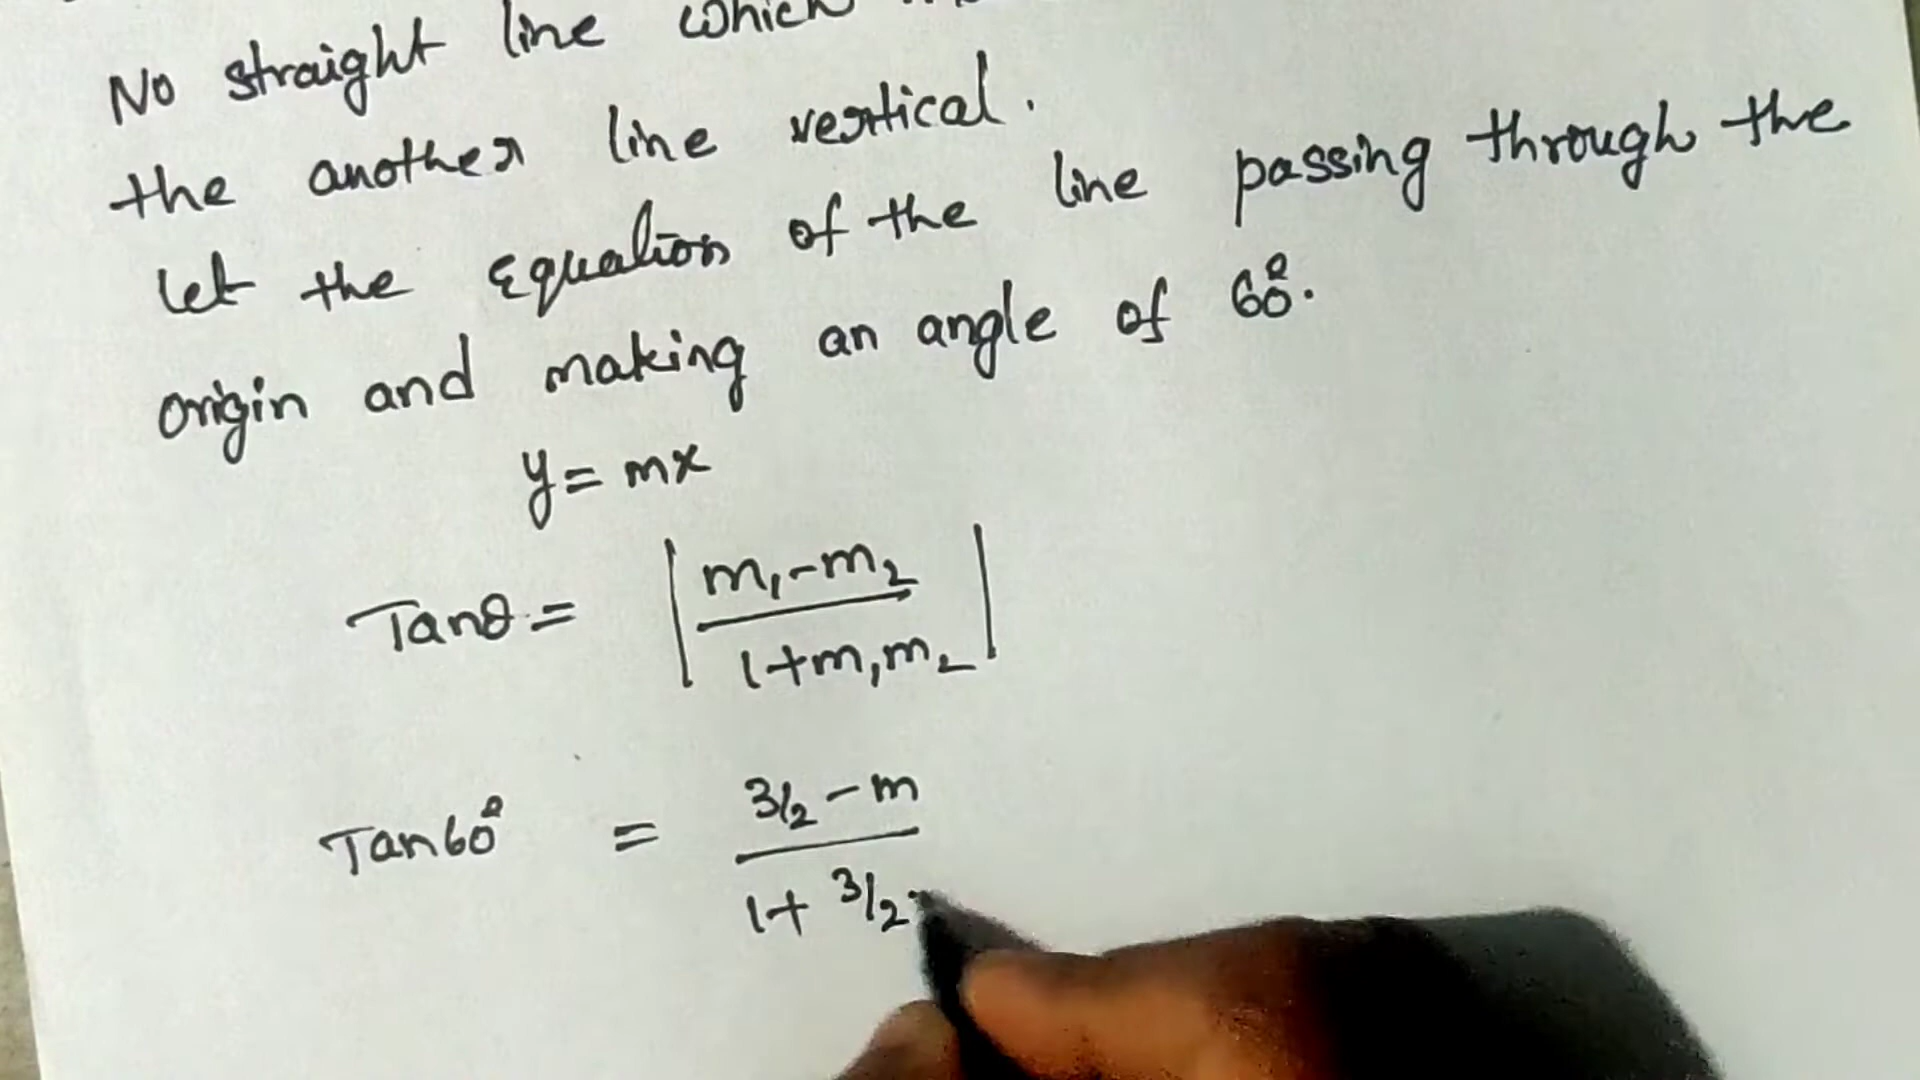 No straight line which
the another line vertical.
let the Equation of the line passing through the
origin and making an angle of 60°.
y = mx
Tanθ = | m₁-m₂ / 1+m₁m₂ |
Tan60° = 3/2 - m / 1+ 3/2